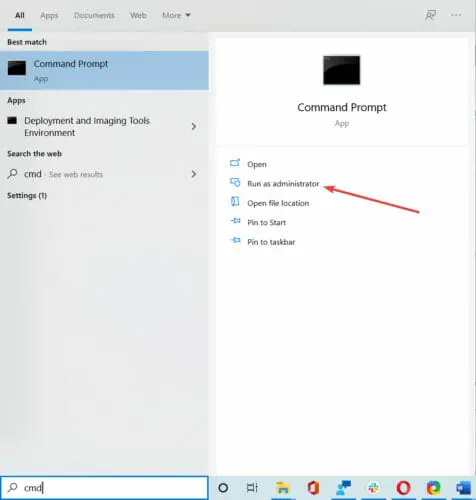 All Apps Documents Web More
Best match
Command Prompt
App
Apps
Deployment and Imaging Tools
Environment
Search the web
cmd - See web results
Settings (1)
Command Prompt
App
Open
Run as administrator
Open file location
Pin to Start
Pin to taskbar
cmd